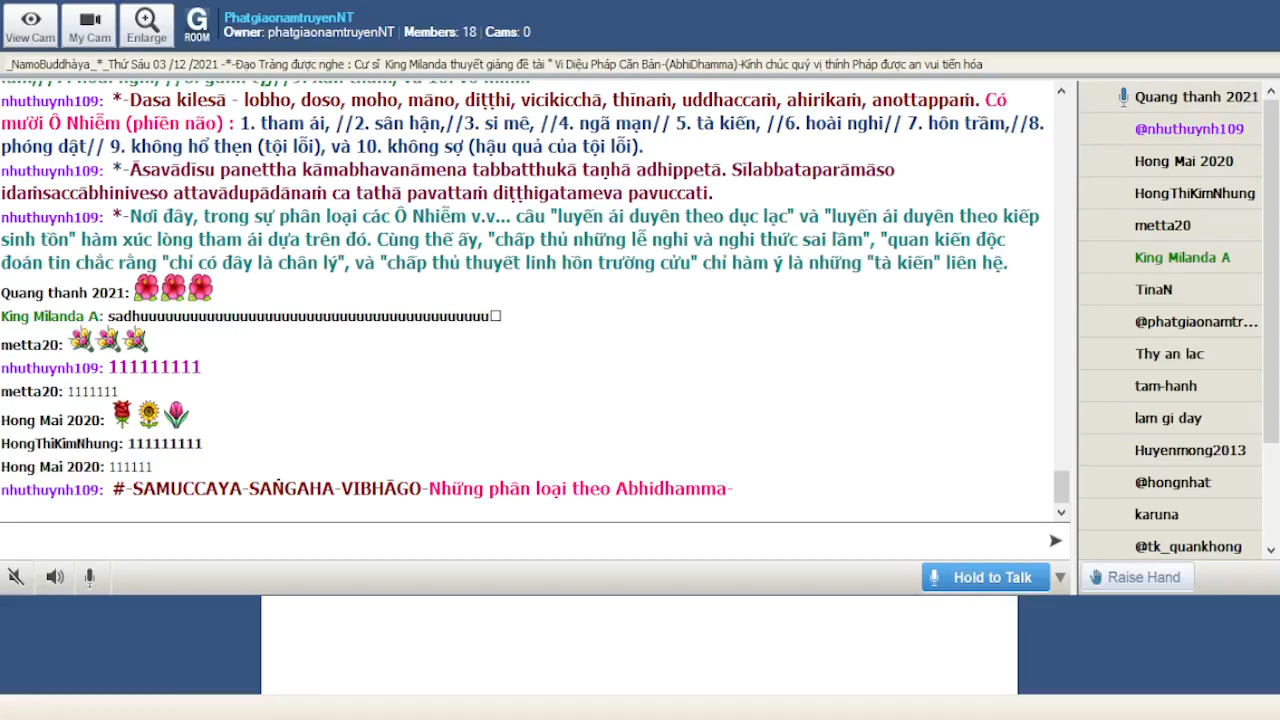 View Cam
My Cam
Enlarge
G
ROOM
PhatgiaonamtruyenNT
Owner: phatgiaonamtruyenNT | Members: 18 | Cams: 0
_NamoBuddhàya_*_Thứ Sáu 03 /12 /2021 -*-Đạo Tràng được nghe : Cư sĩ King Milanda thuyết giảng đề tài " Vi Diệu Pháp Căn Bản-(AbhiDhamma)-Kính chúc quý vị thính Pháp được an vui tiến hóa
nhuthuynh109: *-Dasa kilesā - lobho, doso, moho, māno, diṭṭhi, vicikicchā, thīnaṁ, uddhaccaṁ, ahirikaṁ, anottappaṁ. Có
mười Ô Nhiễm (phiền não) : 1. tham ái, //2. sân hận,//3. si mê, //4. ngã mạn// 5. tà kiến, //6. hoài nghi// 7. hôn trầm,//8.
phóng dật// 9. không hổ thẹn (tội lỗi), và 10. không sợ (hậu quả của tội lỗi).
nhuthuynh109: *-Āsavādīsu panettha kāmabhavanāmena tabbatthukā taṇhā adhippetā. Sīlabbataparāmāso
idaṁsaccābhiniveso attavādupādānaṁ ca tathā pavattaṁ diṭṭhigatameva pavuccati.
nhuthuynh109: *-Nơi đây, trong sự phân loại các Ô Nhiễm v.v... câu "luyến ái duyên theo dục lạc" và "luyến ái duyên theo kiếp
sinh tồn" hàm xúc lòng tham ái dựa trên đó. Cùng thế ấy, "chấp thủ những lễ nghi và nghi thức sai lầm", "quan kiến độc
đoán tin chắc rằng "chỉ có đây là chân lý", và "chấp thủ thuyết linh hồn trường cửu" chỉ hàm ý là những "tà kiến" liên hệ.
Quang thanh 2021:
King Milanda A: sadhuuuuuuuuuuuuuuuuuuuuuuuuuuuuuuuuuuuuuuuuuu
metta20:
nhuthuynh109: 111111111
metta20: 1111111
Hong Mai 2020:
HongThiKimNhung: 111111111
Hong Mai 2020: 111111
nhuthuynh109: #-SAMUCCAYA-SAṄGAHA-VIBHĀGO-Những phân loại theo Abhidhamma-
Quang thanh 2021
@nhuthuynh109
Hong Mai 2020
HongThiKimNhung
metta20
King Milanda A
TinaN
@phatgiaonamtr...
Thy an lac
tam-hanh
lam gi day
Huyenmong2013
@hongnhat
karuna
@tk_quankhong
Hold to Talk
Raise Hand